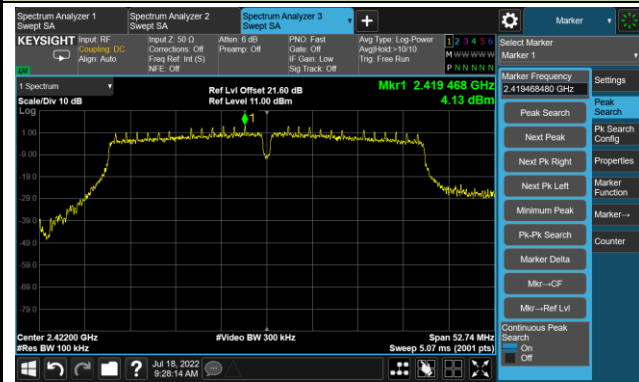 Spectrum Analyzer 1
Swept SA
Spectrum Analyzer 2
Swept SA
Spectrum Analyzer 3
Swept SA
+
Marker
KEYSIGHT
Input: RF
Coupling: DC
Align: Auto
Input Z: 50 Ω
Corrections: Off
Freq Ref: Int (S)
NFE: Off
Atten: 6 dB
Preamp: Off
PNO: Fast
Gate: Off
IF Gain: Low
Sig Track: Off
Avg Type: Log-Power
Avg|Hold:>10/10
Trig: Free Run
1 2 3 4 5 6
M W W W W W
P N N N N N
LXI
Select Marker
Marker 1
1 Spectrum
Scale/Div 10 dB
Log
Ref Lvl Offset 21.60 dB
Ref Level 11.00 dBm
Mkr1 2.419 468 GHz
4.13 dBm
1
1.00
-9.00
-19.0
-29.0
-39.0
-49.0
-59.0
-69.0
-79.0
Center 2.42200 GHz
#Res BW 100 kHz
#Video BW 300 kHz
Span 52.74 MHz
Sweep 5.07 ms (2001 pts)
Marker Frequency
2.419468480 GHz
Peak Search
Next Peak
Next Pk Right
Next Pk Left
Minimum Peak
Pk-Pk Search
Marker Delta
Mkr→CF
Mkr→Ref Lvl
Continuous Peak
Search
On
Off
Settings
Peak
Search
Pk Search
Config
Properties
Marker
Function
Marker→
Counter
?
Jul 18, 2022
9:28:14 AM